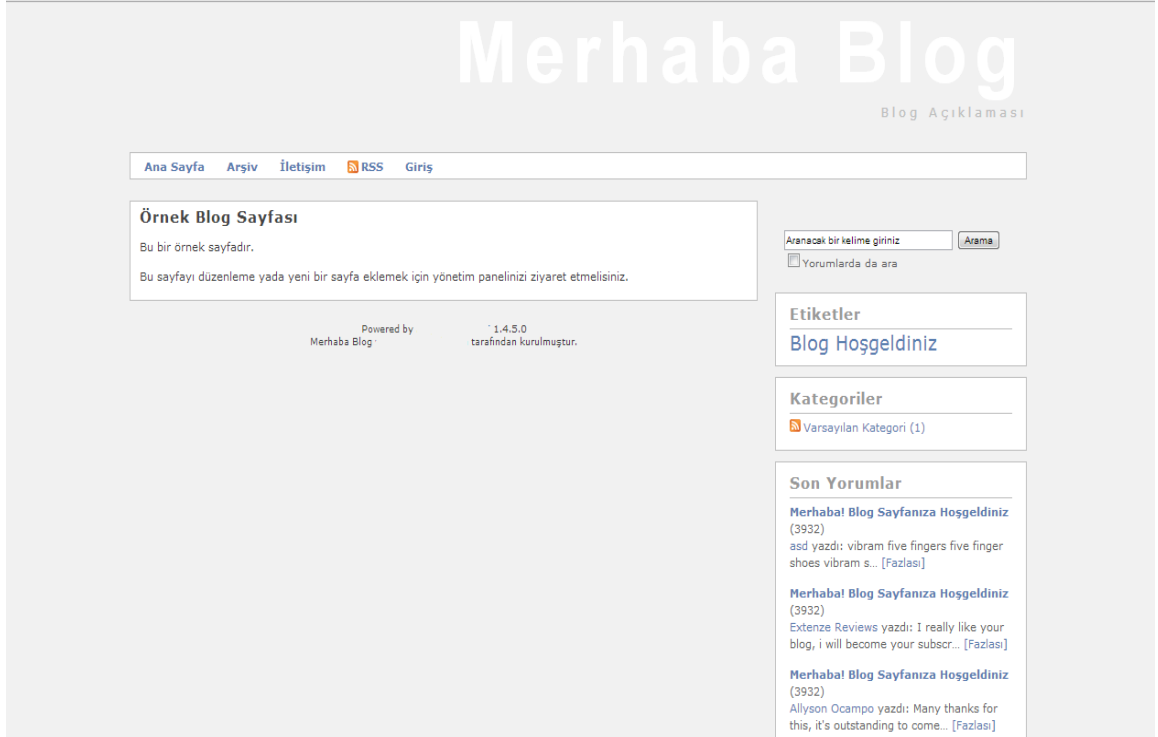 Merhaba Blog
Blog Açıklaması
Ana Sayfa Arşiv İletişim RSS Giriş
Örnek Blog Sayfası
Bu bir örnek sayfadır.
Bu sayfayı düzenleme yada yeni bir sayfa eklemek için yönetim panelinizi ziyaret etmelisiniz.
Powered by 1.4.5.0
Merhaba Blog tarafından kurulmuştur.
Aranacak bir kelime giriniz Arama
Yorumlarda da ara
Etiketler
Blog Hoşgeldiniz
Kategoriler
Varsayılan Kategori (1)
Son Yorumlar
Merhaba! Blog Sayfanıza Hoşgeldiniz
(3932)
asd yazdı: vibram five fingers five finger
shoes vibram s... [Fazlası]
Merhaba! Blog Sayfanıza Hoşgeldiniz
(3932)
Extenze Reviews yazdı: I really like your
blog, i will become your subscr... [Fazlası]
Merhaba! Blog Sayfanıza Hoşgeldiniz
(3932)
Allyson Ocampo yazdı: Many thanks for
this, it's outstanding to come... [Fazlası]